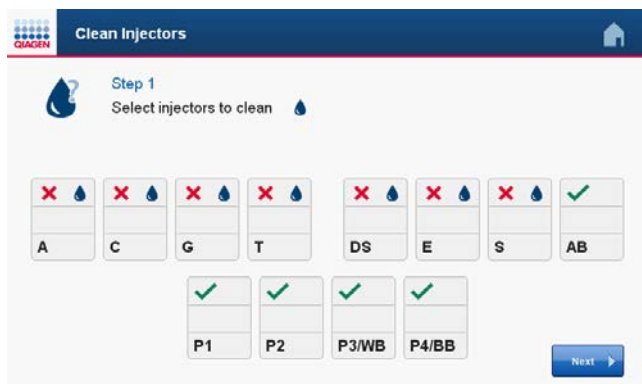 QIAGEN
Clean Injectors
Step 1
Select injectors to clean
A C G T DS E S AB
P1 P2 P3/WB P4/BB
Next